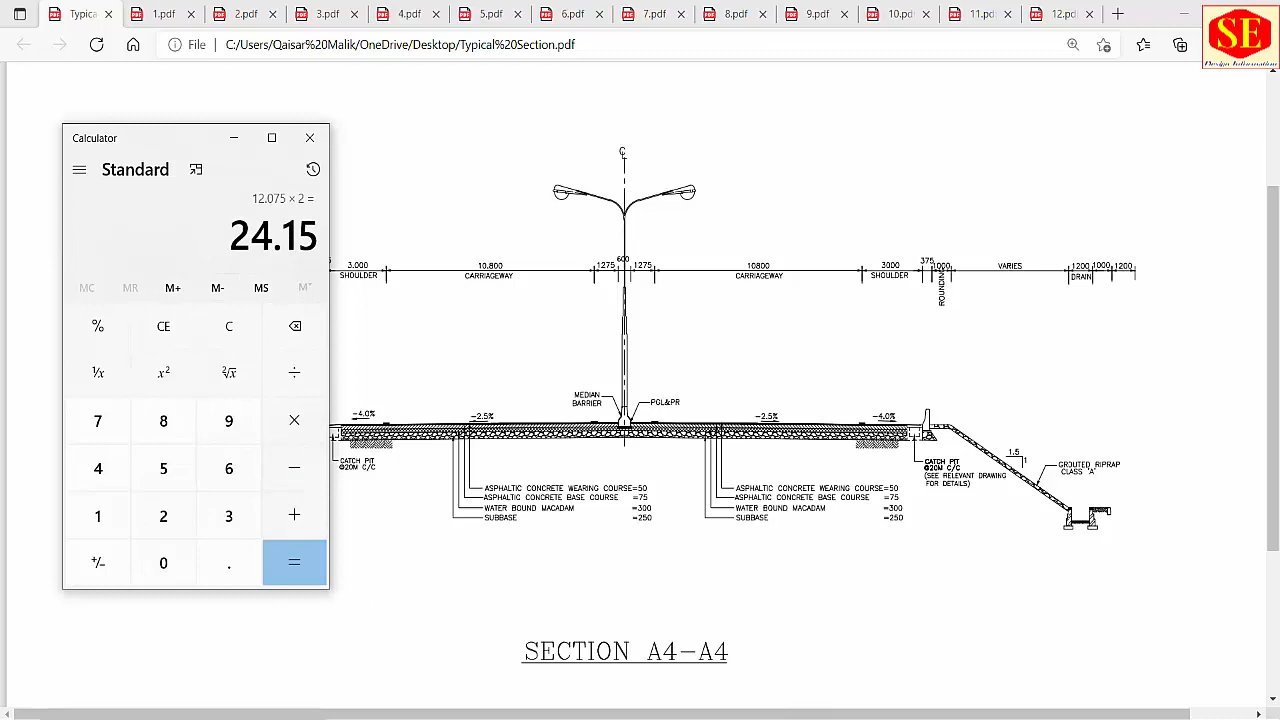 Typica
1.pdf
2.pdf
3.pdf
4.pdf
5.pdf
6.pdf
7.pdf
8.pdf
9.pdf
10.pd
11.pd
12.pd
SE
Design Information
File
C:/Users/Qaisar%20Malik/OneDrive/Desktop/Typical%20Section.pdf
Calculator
Standard
12.075 × 2 =
24.15
MC MR M+ M- MS M˅
% CE C
¹/x x² ²√x ÷
7 8 9 ×
4 5 6 −
1 2 3 +
+/- 0 . =
3.000 10.800 1275 600 1275 10800 3000 375 1000 VARIES 1200 1000 1200
SHOULDER CARRIAGEWAY CARRIAGEWAY SHOULDER DRAIN
ROUNDING
MEDIAN
BARRIER
PGL&PR
-4.0% -2.5% -2.5% -4.0%
CATCH PIT
@20M C/C
CATCH PIT
@20M C/C
(SEE RELEVANT DRAWING
FOR DETAILS)
1.5
1
GROUTED RIPRAP
CLASS "A"
ASPHALTIC CONCRETE WEARING COURSE=50
ASPHALTIC CONCRETE BASE COURSE =75
WATER BOUND MACADAM =300
SUBBASE =250
ASPHALTIC CONCRETE WEARING COURSE=50
ASPHALTIC CONCRETE BASE COURSE =75
WATER BOUND MACADAM =300
SUBBASE =250
SECTION A4-A4